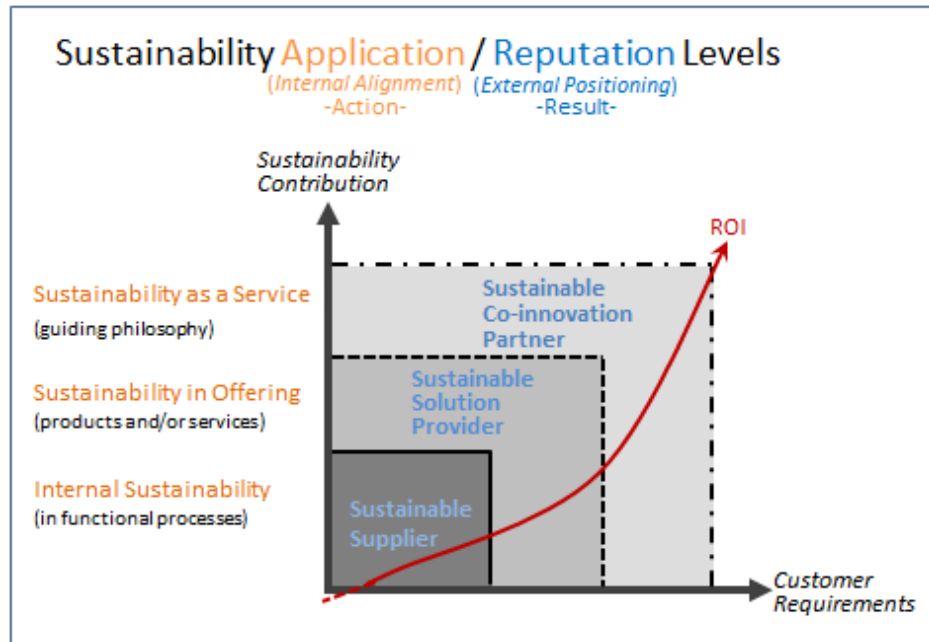 Sustainability Application / Reputation Levels
(Internal Alignment) (External Positioning)
-Action- -Result-
Sustainability
Contribution
ROI
Sustainability as a Service
(guiding philosophy)
Sustainable
Co-innovation
Partner
Sustainability in Offering
(products and/or services)
Sustainable
Solution
Provider
Internal Sustainability
(in functional processes)
Sustainable
Supplier
Customer
Requirements